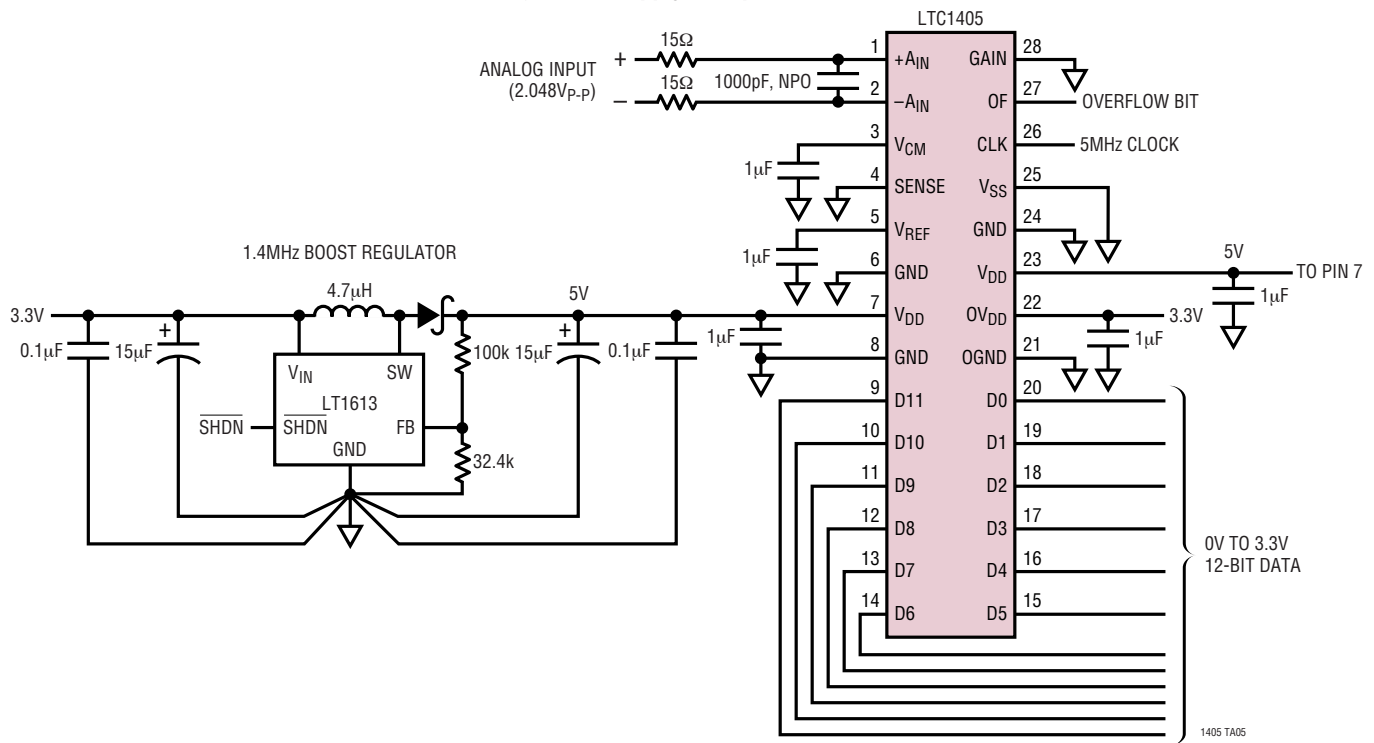 LTC1405
ANALOG INPUT
(2.048VP-P)
+
15Ω
–
15Ω
1000pF, NPO
1 +AIN
2 –AIN
3 VCM
1µF
4 SENSE
5 VREF
1µF
6 GND
7 VDD
8 GND
9 D11
10 D10
11 D9
12 D8
13 D7
14 D6
GAIN 28
OF 27 OVERFLOW BIT
CLK 26 5MHz CLOCK
VSS 25
GND 24
VDD 23 5V TO PIN 7
1µF
OVDD 22 3.3V
1µF
OGND 21
D0 20
D1 19
D2 18
D3 17
D4 16
D5 15
0V TO 3.3V
12-BIT DATA
1.4MHz BOOST REGULATOR
3.3V
0.1µF
+
15µF
4.7µH
VIN
SW
LT1613
SHDN
SHDN
FB
GND
100k
32.4k
5V
+
15µF
0.1µF
1µF
1405 TA05